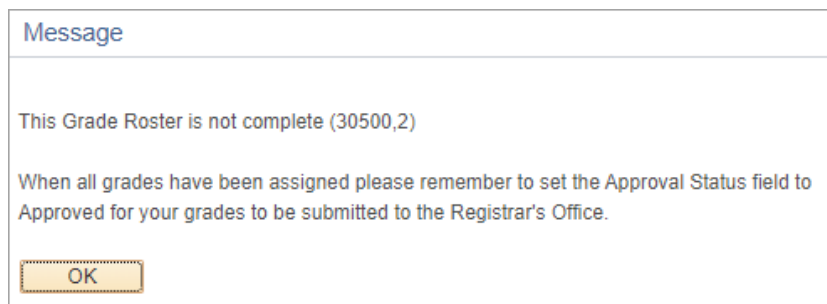 Message
This Grade Roster is not complete (30500,2)
When all grades have been assigned please remember to set the Approval Status field to
Approved for your grades to be submitted to the Registrar's Office.
OK